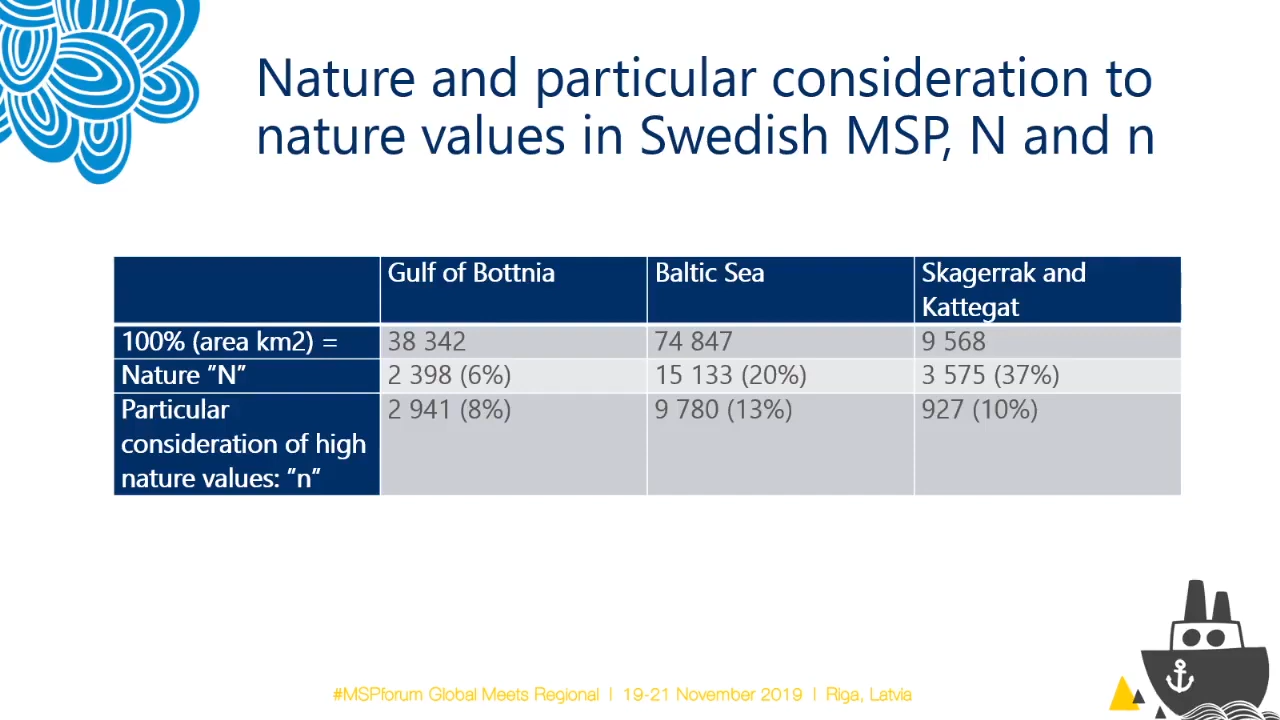 Nature and particular consideration to
nature values in Swedish MSP, N and n
Gulf of Bottnia
Baltic Sea
Skagerrak and
Kattegat
100% (area km2) =
38 342
74 847
9 568
Nature ”N”
2 398 (6%)
15 133 (20%)
3 575 (37%)
Particular
consideration of high
nature values: ”n”
2 941 (8%)
9 780 (13%)
927 (10%)
#MSPforum Global Meets Regional | 19-21 November 2019 | Riga, Latvia